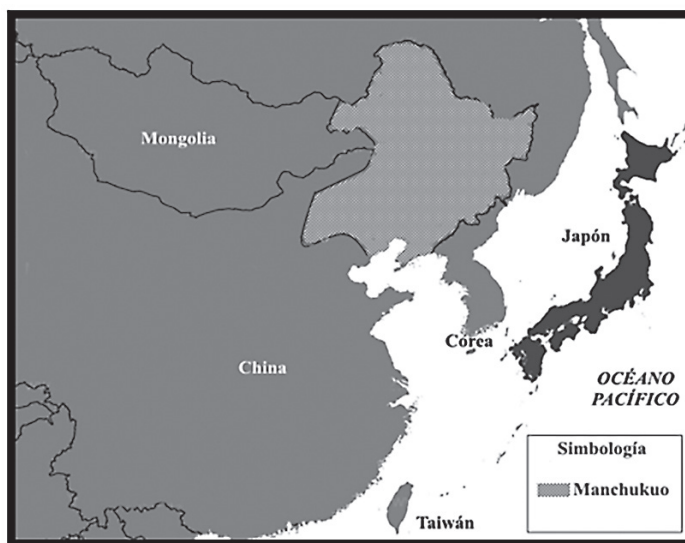 Mongolia
Japón
Corea
China
OCÉANO
PACÍFICO
Simbología
Manchukuo
Taiwán